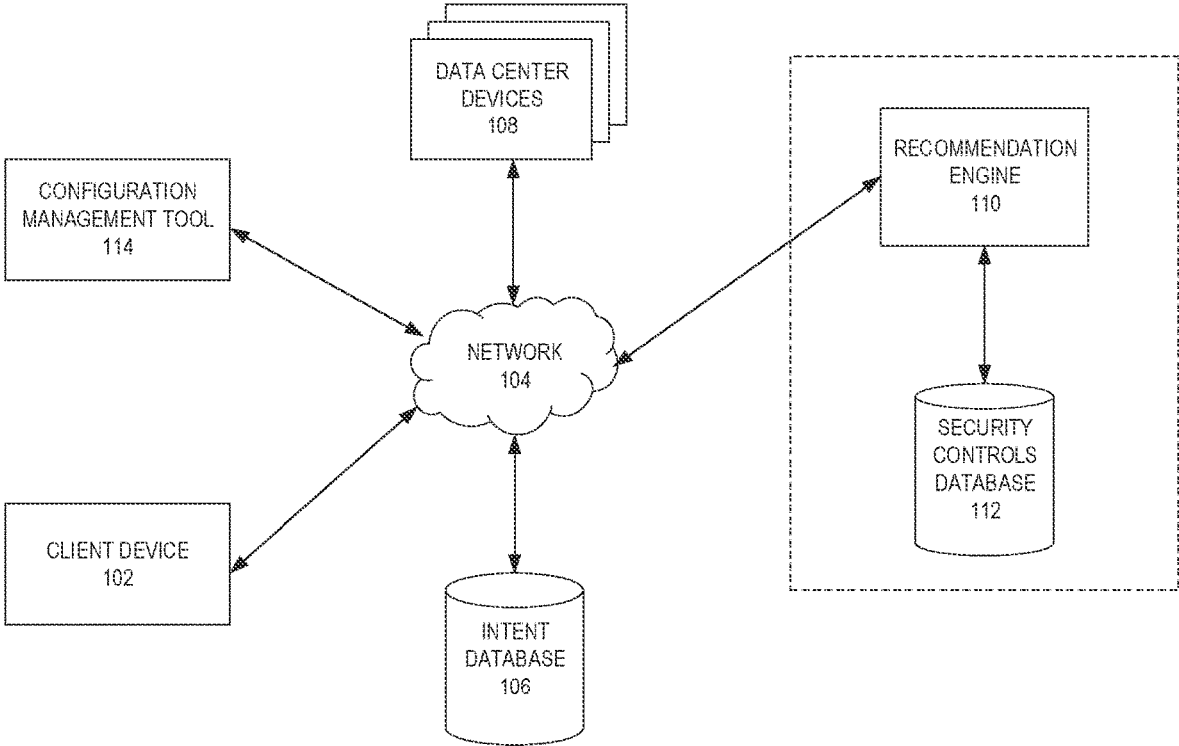 DATA CENTER
DEVICES
108
RECOMMENDATION
ENGINE
110
CONFIGURATION
MANAGEMENT TOOL
114
NETWORK
104
SECURITY
CONTROLS
DATABASE
112
CLIENT DEVICE
102
INTENT
DATABASE
106